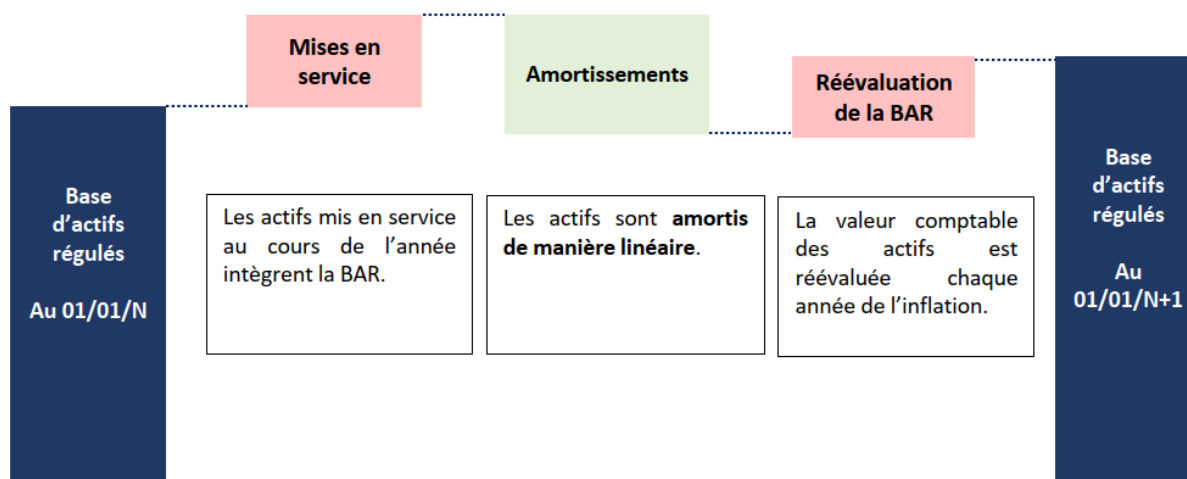 Mises en
service
Amortissements
Réévaluation
de la BAR
Base
d'actifs
régulés
Au 01/01/N
Les actifs mis en service
au cours de l'année
intègrent la BAR.
Les actifs sont amortis
de manière linéaire.
La valeur comptable
des actifs est
réévaluée chaque
année de l'inflation.
Base
d'actifs
régulés
Au
01/01/N+1